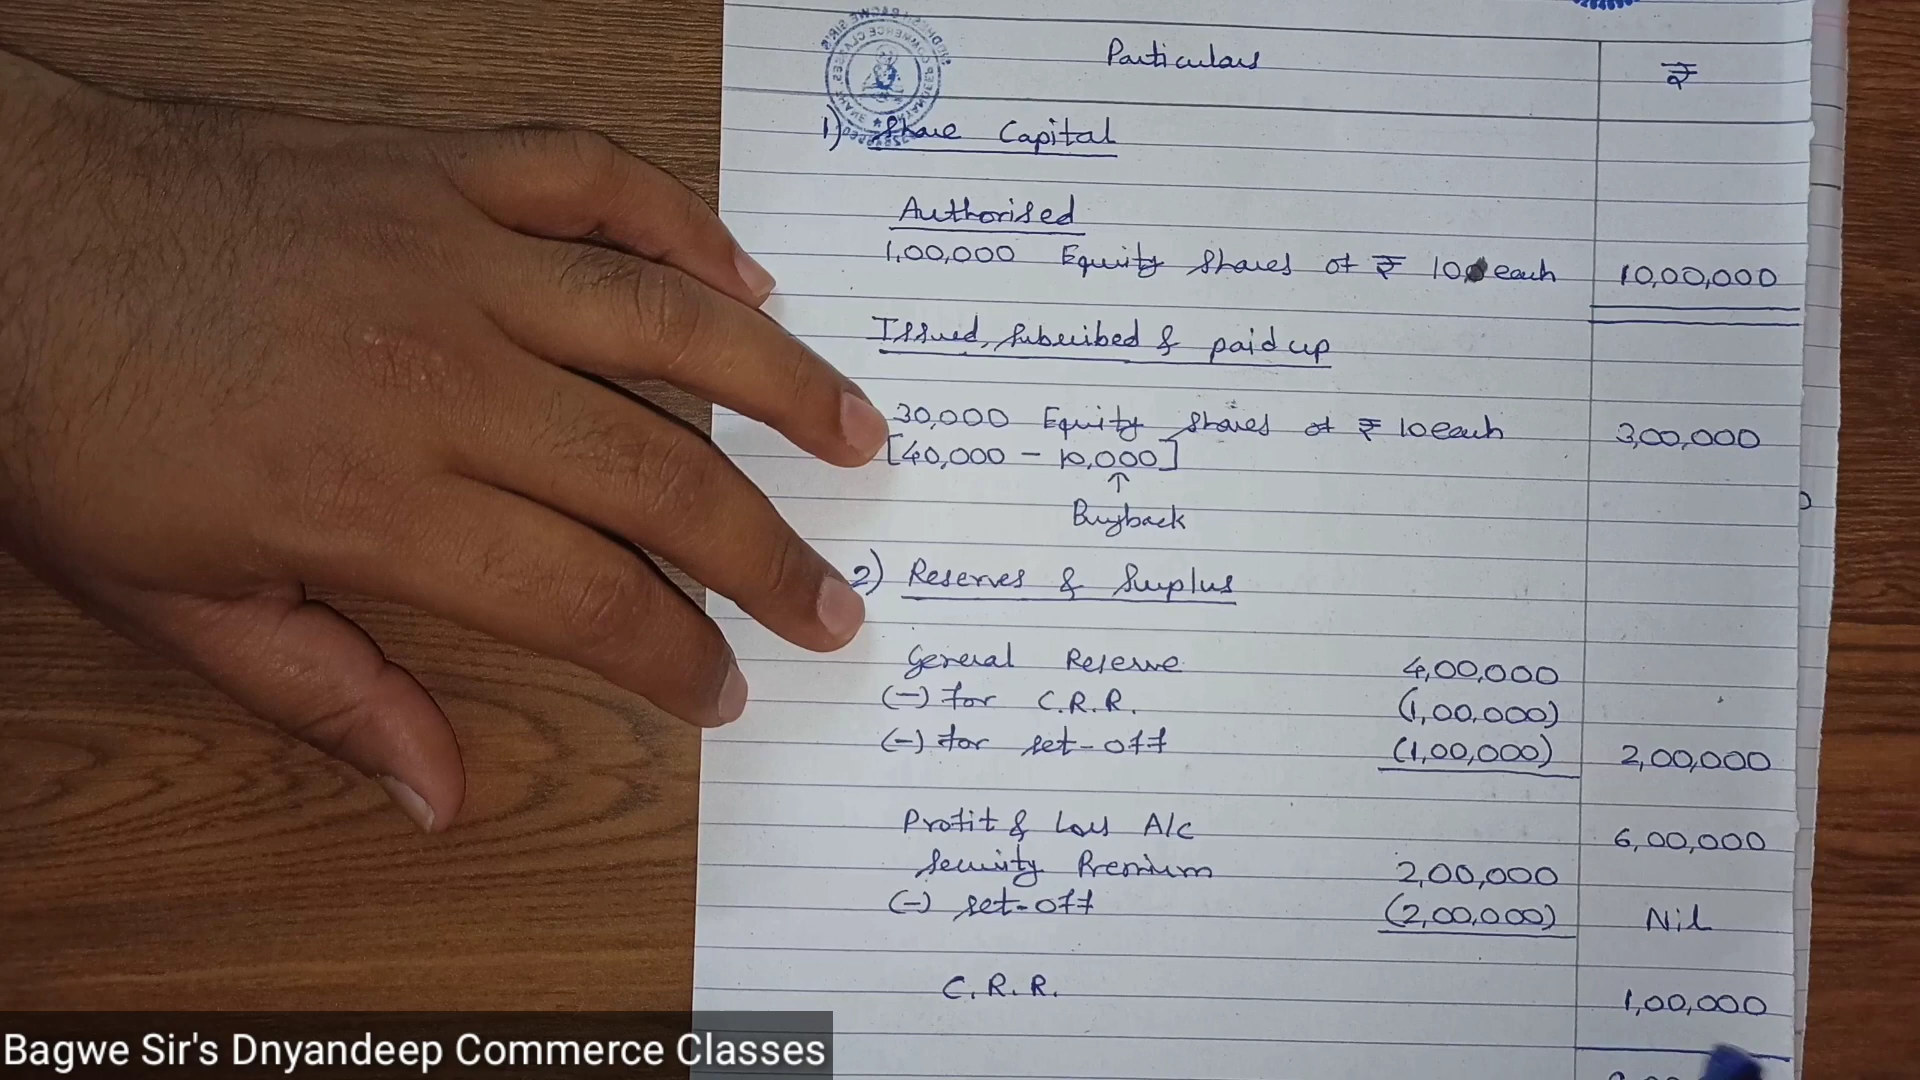 Particulars ₹
1) Share Capital
Authorised
1,00,000 Equity Shares of ₹ 10 each 10,00,000
Issued, Subscribed & paid up
30,000 Equity Shares of ₹ 10 each 3,00,000
[40,000 - 10,000]
↑
Buyback
2) Reserves & Surplus
General Reserve 4,00,000
(-) for C.R.R. (1,00,000)
(-) for set-off (1,00,000) 2,00,000
Profit & Loss A/c 6,00,000
Security Premium 2,00,000
(-) set-off (2,00,000) Nil
C.R.R. 1,00,000
Bagwe Sir's Dnyandeep Commerce Classes